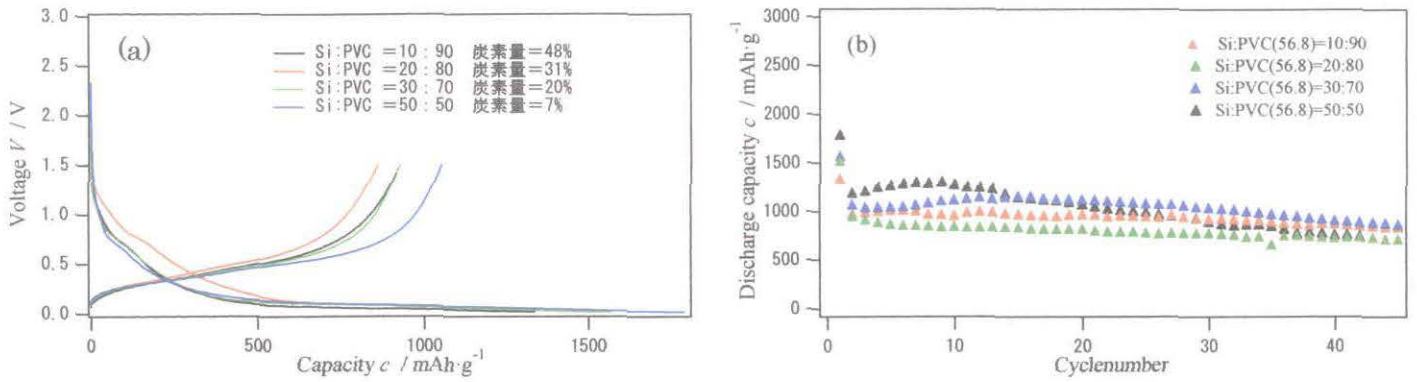 (a)
Si:PVC =10 : 90 炭素量=48%
Si:PVC =20 : 80 炭素量=31%
Si:PVC =30 : 70 炭素量=20%
Si:PVC =50 : 50 炭素量=7%
Voltage V / V
3.0
2.5
2.0
1.5
1.0
0.5
0.0
0
500
1000
1500
Capacity c / mAh·g⁻¹
(b)
Si:PVC(56.8)=10:90
Si:PVC(56.8)=20:80
Si:PVC(56.8)=30:70
Si:PVC(56.8)=50:50
Discharge capacity c / mAh·g⁻¹
3000
2500
2000
1500
1000
500
0
0
10
20
30
40
Cyclenumber